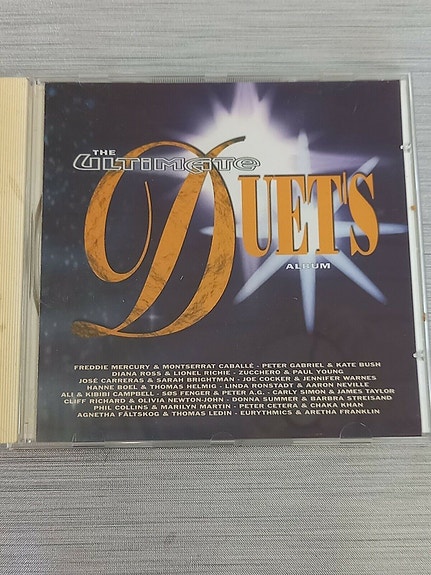 THE
ULTIMATE
DUETS
ALBUM
FREDDIE MERCURY & MONTSERRAT CABALLÉ - PETER GABRIEL & KATE BUSH
DIANA ROSS & LIONEL RICHIE - ZUCCHERO & PAUL YOUNG
JOSÉ CARRERAS & SARAH BRIGHTMAN - JOE COCKER & JENNIFER WARNES
HANNE BOEL & THOMAS HELMIG - LINDA RONSTADT & AARON NEVILLE
ALI & KIBIBI CAMPBELL - SØS FENGER & PETER A.G. - CARLY SIMON & JAMES TAYLOR
CLIFF RICHARD & OLIVIA NEWTON-JOHN - DONNA SUMMER & BARBRA STREISAND
PHIL COLLINS & MARILYN MARTIN - PETER CETERA & CHAKA KHAN
AGNETHA FÄLTSKOG & THOMAS LEDIN - EURYTHMICS & ARETHA FRANKLIN